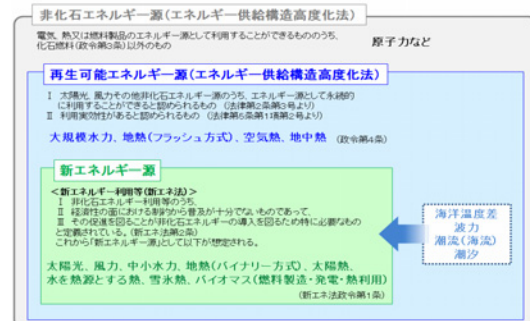 非化石エネルギー源(エネルギー供給構造高度化法)
電気、熱又は燃料製品のエネルギー源として利用することができるもののうち、
化石燃料(政令第3条)以外のもの
原子力など
再生可能エネルギー源(エネルギー供給構造高度化法)
Ⅰ 太陽光、風力その他非化石エネルギー源のうち、エネルギー源として永続的
に利用することができると認められるもの (法律第2条第3号より)
Ⅱ 利用実効性があると認められるもの (法律第5条第1項第2号より)
大規模水力、地熱(フラッシュ方式)、空気熱、地中熱 (政令第4条)
新エネルギー源
<新エネルギー利用等(新エネ法)>
Ⅰ 非化石エネルギー利用等のうち、
Ⅱ 経済性の面における制約から普及が十分でないものであって、
Ⅲ その促進を図ることが非化石エネルギーの導入を図るため特に必要なもの
と定義されている。(新エネ法第2条)
これから「新エネルギー源」として以下が想定される。
太陽光、風力、中小水力、地熱(バイナリー方式)、太陽熱、
水を熱源とする熱、雪氷熱、バイオマス(燃料製造・発電・熱利用)
(新エネ法政令第1条)
海洋温度差
波力
潮流(海流)
潮汐